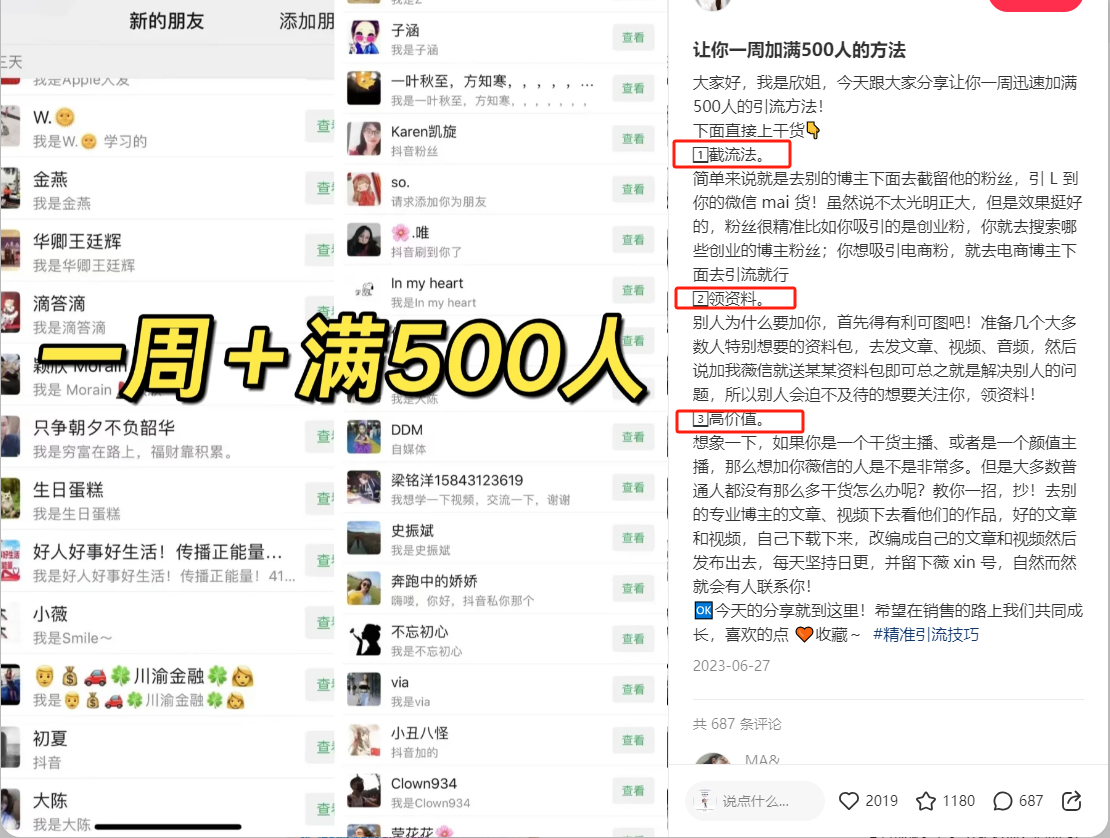 新的朋友
添加朋
三天
我是Apple人友
W.🌞
我是W.🌞 学习的
查看
金燕
我是金燕
查看
华卿王廷辉
我是华卿王廷辉
查看
滴答滴
我是滴答滴
颖欣 Morain
我是 Morain
只争朝夕不负韶华
我是穷富在路上，福财靠积累。
查看
生日蛋糕
我是生日蛋糕
查看
好人好事好生活！传播正能量...
我是好人好事好生活！传播正能量！41...
查看
小薇
我是Smile～
查看
👨💰🚗🍀川渝金融🍀👩
我是👨💰🚗🍀川渝金融🍀👩
查看
初夏
抖音
查看
大陈
我是大陈
查看
一周＋满500人
子涵
我是子涵
查看
一叶秋至，方知寒，，，，，...
我是一叶秋至，方知寒，，，，，，，
查看
Karen凯旋
抖音粉丝
查看
so.
请求添加你为朋友
查看
🌸.唯
抖音刷到你了
查看
In my heart
我是In my heart
查看
查看
我是大陈
DDM
自媒体
查看
梁铭洋15843123619
我想学一下视频，交流一下，谢谢
查看
史振斌
我是史振斌
查看
奔跑中的娇娇
嗨喽，你好，抖音私你那个
查看
不忘初心
我是不忘初心
查看
via
我是via
查看
小丑八怪
抖音加的
查看
Clown934
我是Clown934
查看
荣花花🌸
让你一周加满500人的方法
大家好，我是欣姐，今天跟大家分享让你一周迅速加满
500人的引流方法！
下面直接上干货👇
1️⃣截流法。
简单来说就是去别的博主下面去截留他的粉丝，引 L 到
你的微信 mai 货！虽然说不太光明正大，但是效果挺好
的，粉丝很精准比如你吸引的是创业粉，你就去搜索哪
些创业的博主粉丝；你想吸引电商粉，就去电商博主下
面去引流就行
2️⃣领资料。
别人为什么要加你，首先得有利可图吧！准备几个大多
数人特别想要的资料包，去发文章、视频、音频，然后
说加我薇信就送某某资料包即可总之就是解决别人的问
题，所以别人会迫不及待的想要关注你，领资料！
3️⃣高价值。
想象一下，如果你是一个干货主播、或者是一个颜值主
播，那么想加你薇信的人是不是非常多。但是大多数普
通人都没有那么多干货怎么办呢？教你一招，抄！去别
的专业博主的文章、视频下去看他们的作品，好的文章
和视频，自己下载下来，改编成自己的文章和视频然后
发布出去，每天坚持日更，并留下薇 xin 号，自然而然
就会有人联系你！
🆗今天的分享就到这里！希望在销售的路上我们共同成
长，喜欢的点 🧡收藏～ #精准引流技巧
2023-06-27
共 687 条评论
MA&
说点什么...
2019
1180
687